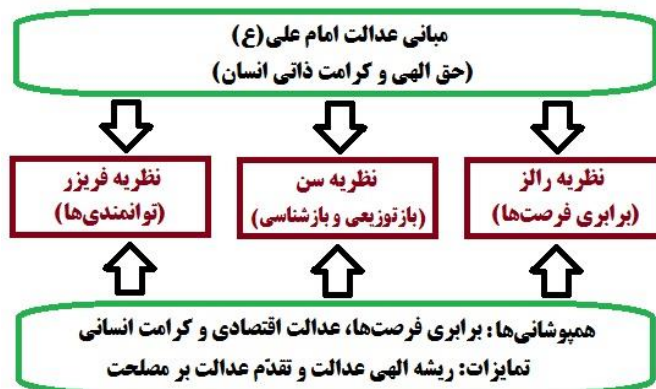 مبانی عدالت امام علی(ع)
(حق الهی و کرامت ذاتی انسان)
نظریه رالز
(برابری فرصت‌ها)
نظریه سن
(بازتوزیعی و بازشناسی)
نظریه فریزر
(توانمندی‌ها)
همپوشانی‌ها: برابری فرصت‌ها، عدالت اقتصادی و کرامت انسانی
تمایزات: ریشه الهی عدالت و تقدّم عدالت بر مصلحت